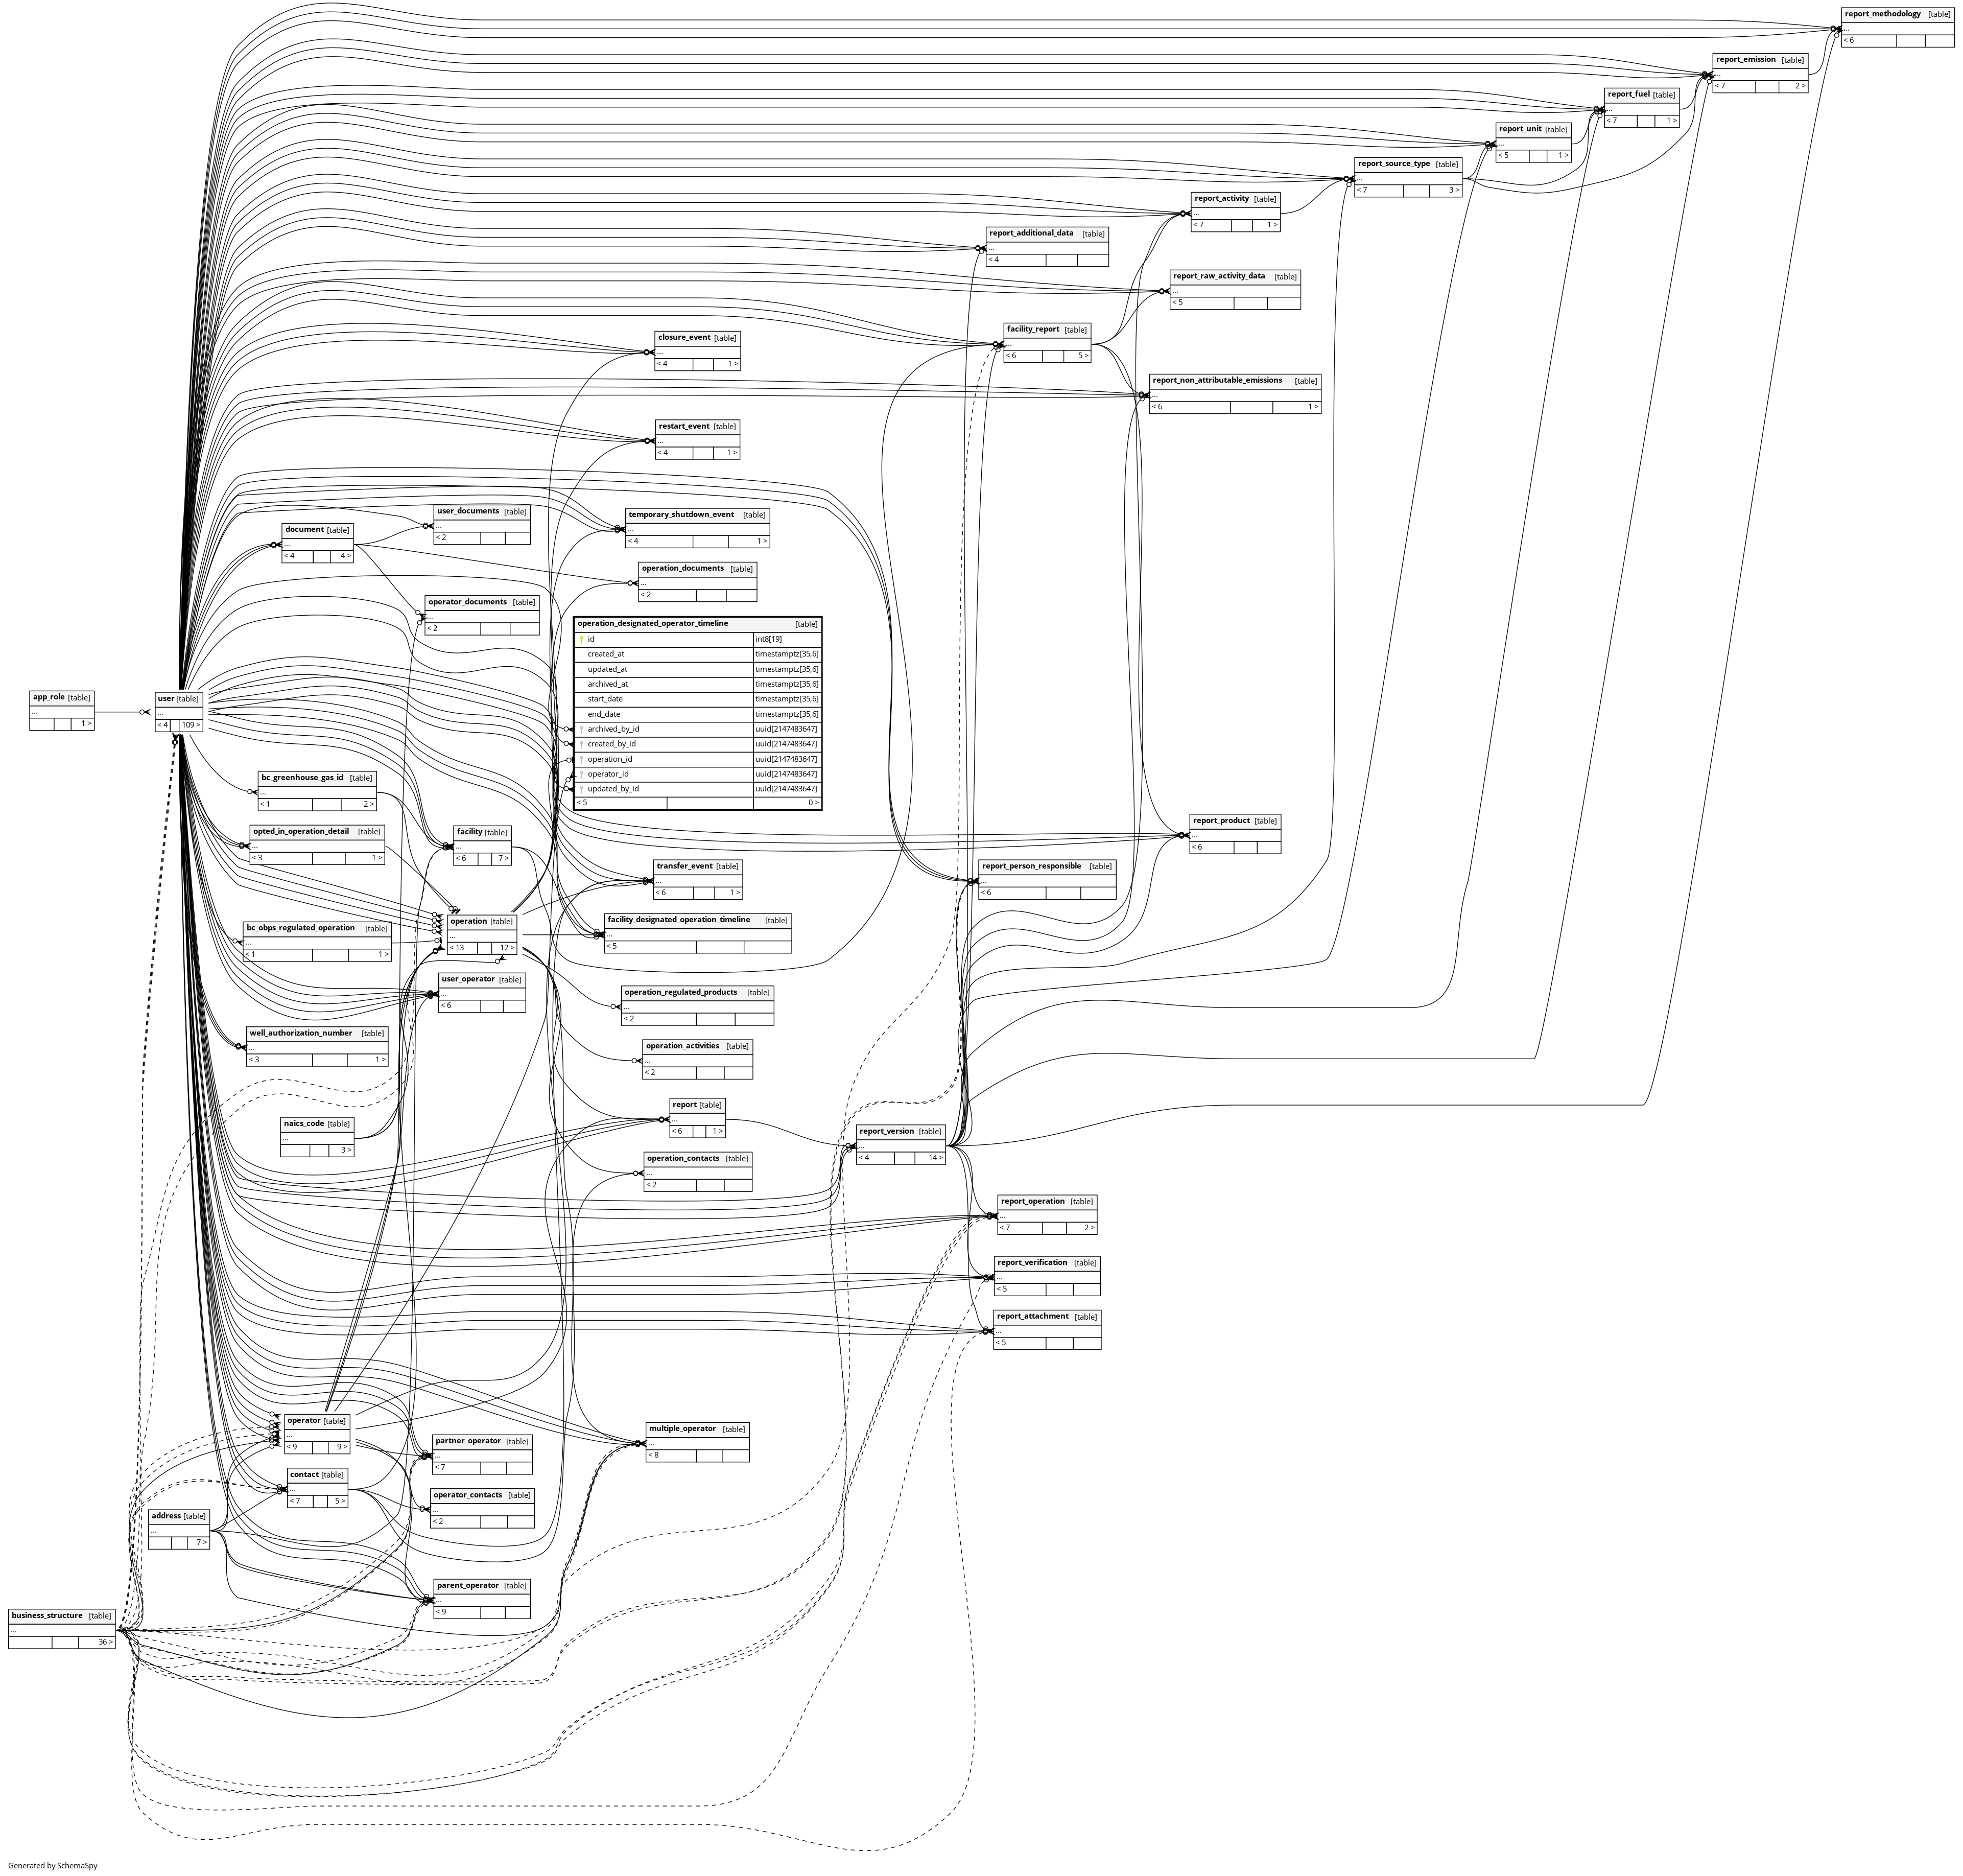 report_methodology [table]
...
< 6
report_emission [table]
...
< 7 2 >
report_fuel [table]
...
< 7 1 >
report_unit [table]
...
< 5 1 >
report_source_type [table]
...
< 7 3 >
report_activity [table]
...
< 7 1 >
report_additional_data [table]
...
< 4
report_raw_activity_data [table]
...
< 5
facility_report [table]
...
< 6 5 >
closure_event [table]
...
< 4 1 >
report_non_attributable_emissions [table]
...
< 6 1 >
restart_event [table]
...
< 4 1 >
user_documents [table]
...
< 2
temporary_shutdown_event [table]
...
< 4 1 >
document [table]
...
< 4 4 >
operation_documents [table]
...
< 2
operator_documents [table]
...
< 2
operation_designated_operator_timeline [table]
id int8[19]
created_at timestamptz[35,6]
updated_at timestamptz[35,6]
archived_at timestamptz[35,6]
start_date timestamptz[35,6]
end_date timestamptz[35,6]
archived_by_id uuid[2147483647]
created_by_id uuid[2147483647]
operation_id uuid[2147483647]
operator_id uuid[2147483647]
updated_by_id uuid[2147483647]
< 5 0 >
app_role [table]
...
1 >
user [table]
...
< 4 109 >
bc_greenhouse_gas_id [table]
...
< 1 2 >
report_product [table]
...
< 6
opted_in_operation_detail [table]
...
< 3 1 >
facility [table]
...
< 6 7 >
transfer_event [table]
...
< 6 1 >
report_person_responsible [table]
...
< 6
operation [table]
...
< 13 12 >
facility_designated_operation_timeline [table]
...
< 5
bc_obps_regulated_operation [table]
...
< 1 1 >
user_operator [table]
...
< 6
operation_regulated_products [table]
...
< 2
well_authorization_number [table]
...
< 3 1 >
operation_activities [table]
...
< 2
report [table]
...
< 6 1 >
naics_code [table]
...
3 >
report_version [table]
...
< 4 14 >
operation_contacts [table]
...
< 2
report_operation [table]
...
< 7 2 >
report_verification [table]
...
< 5
report_attachment [table]
...
< 5
operator [table]
...
< 9 9 >
multiple_operator [table]
...
< 8
partner_operator [table]
...
< 7
contact [table]
...
< 7 5 >
operator_contacts [table]
...
< 2
address [table]
...
7 >
parent_operator [table]
...
< 9
business_structure [table]
...
36 >
Generated by SchemaSpy